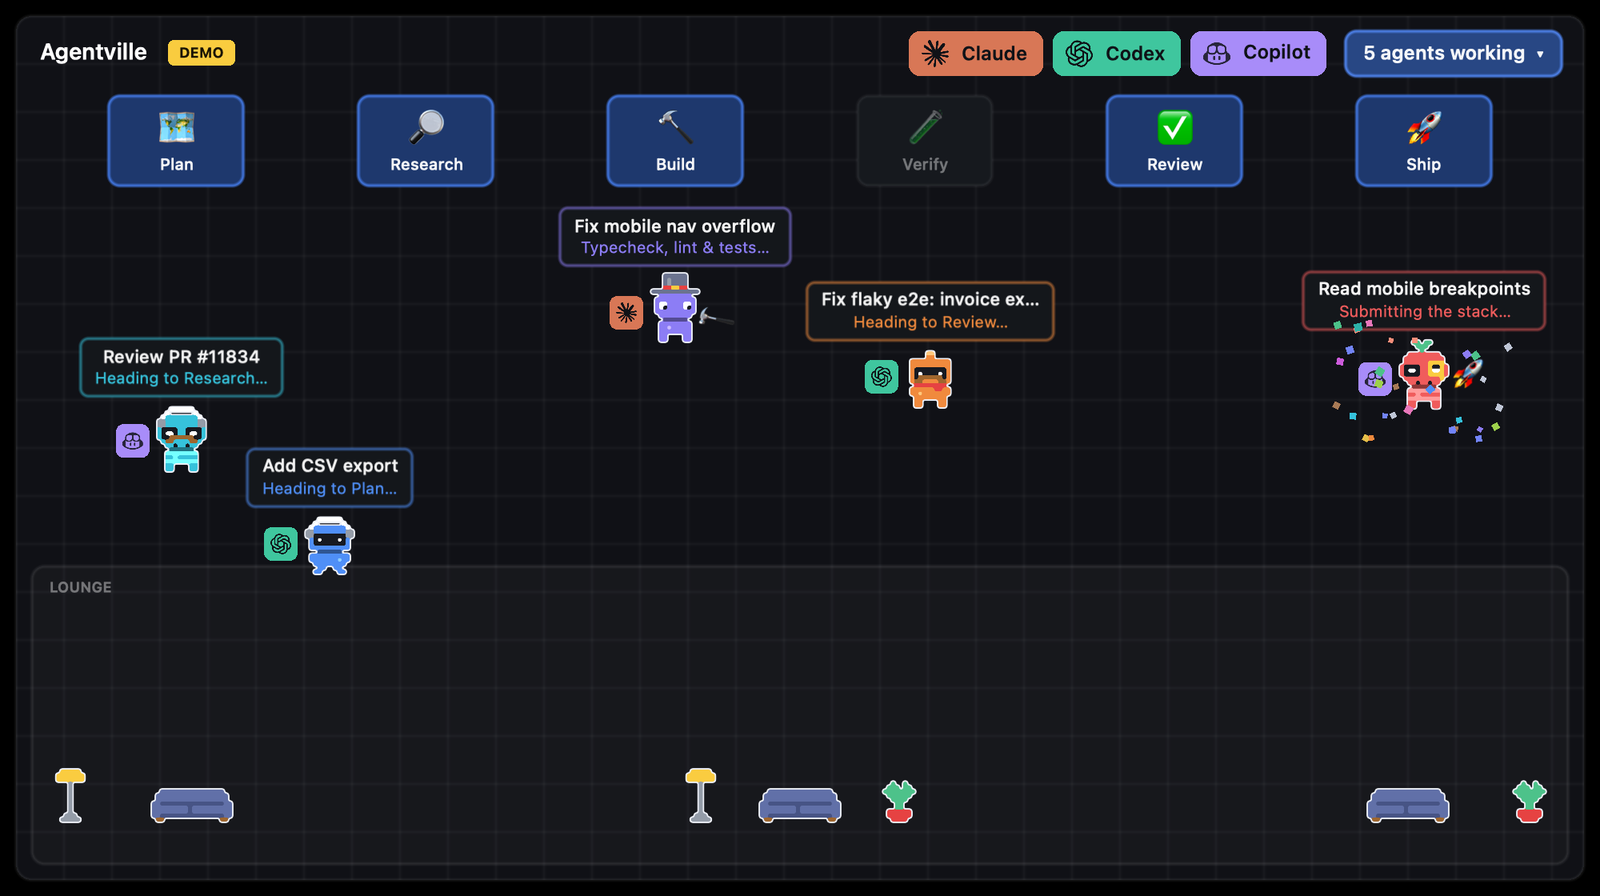 Agentville
DEMO
Claude
Codex
Copilot
5 agents working
Plan
Research
Build
Verify
Review
Ship
Fix mobile nav overflow
Typecheck, lint & tests...
Fix flaky e2e: invoice ex...
Heading to Review...
Read mobile breakpoints
Submitting the stack...
Review PR #11834
Heading to Research...
Add CSV export
Heading to Plan...
LOUNGE